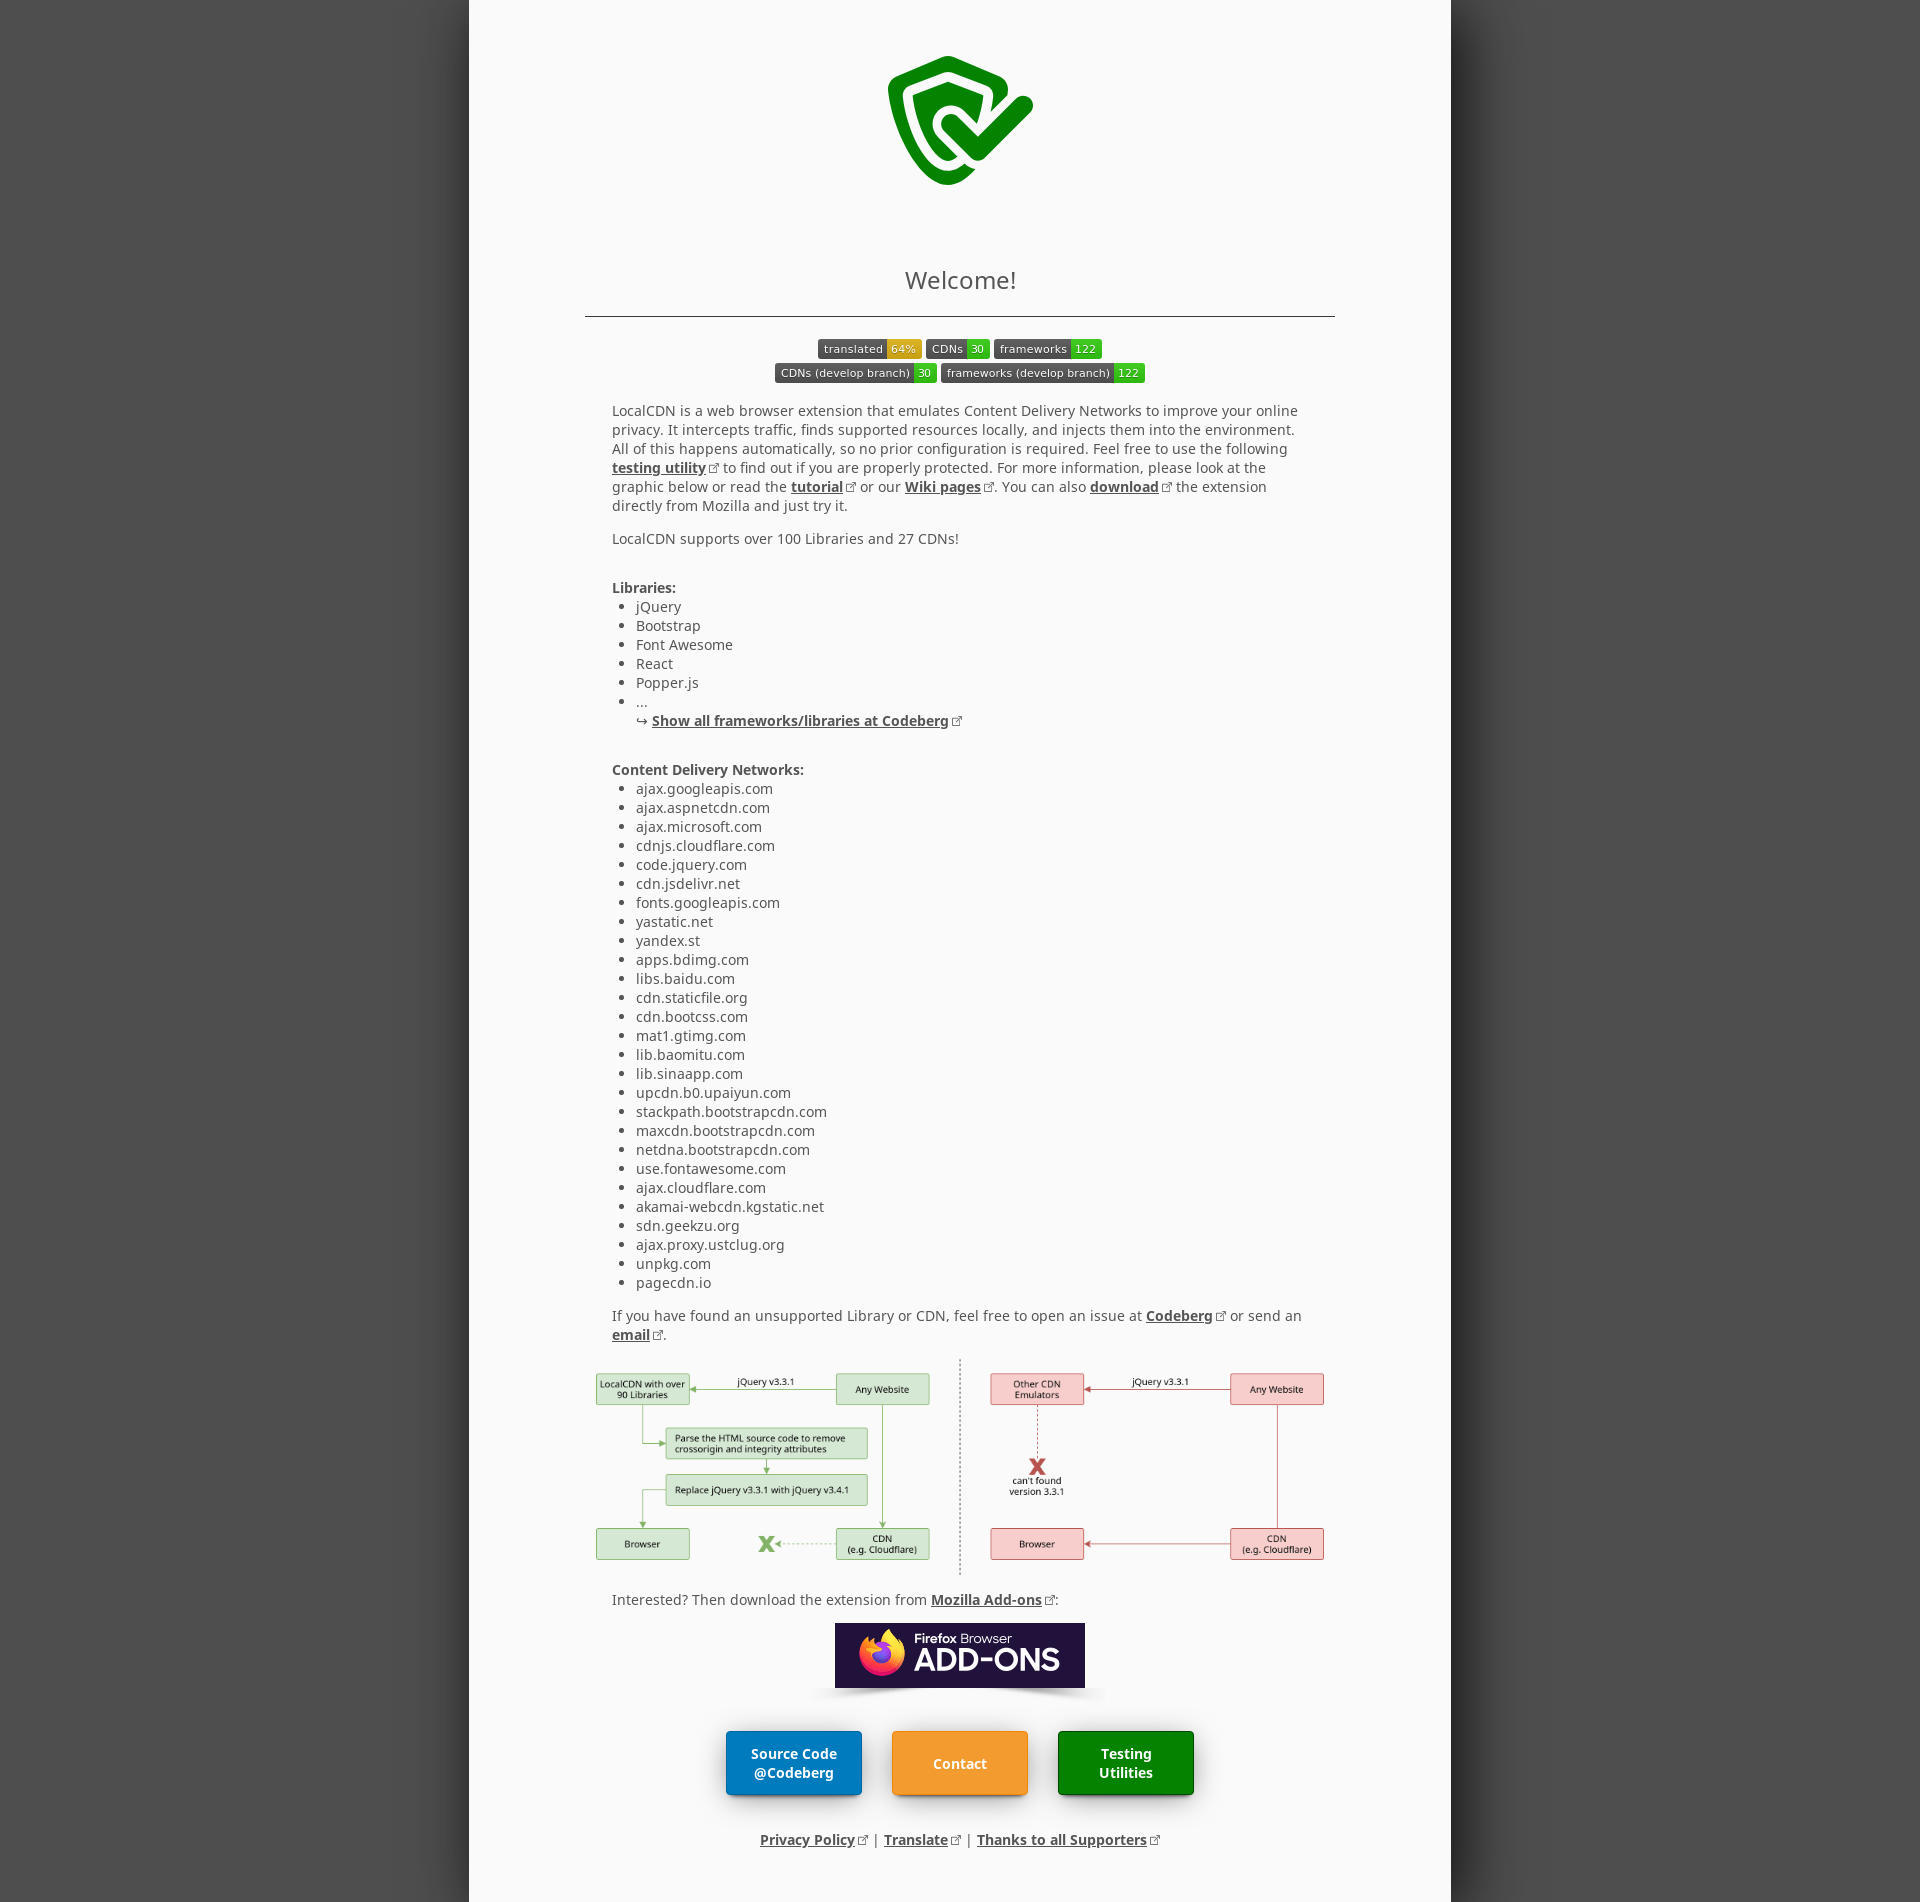 Welcome!
translated 64% CDNs 30 frameworks 122
CDNs (develop branch) 30 frameworks (develop branch) 122
LocalCDN is a web browser extension that emulates Content Delivery Networks to improve your online
privacy. It intercepts traffic, finds supported resources locally, and injects them into the environment.
All of this happens automatically, so no prior configuration is required. Feel free to use the following
testing utility to find out if you are properly protected. For more information, please look at the
graphic below or read the tutorial or our Wiki pages. You can also download the extension
directly from Mozilla and just try it.
LocalCDN supports over 100 Libraries and 27 CDNs!
Libraries:
• jQuery
• Bootstrap
• Font Awesome
• React
• Popper.js
• ...
↪ Show all frameworks/libraries at Codeberg
Content Delivery Networks:
• ajax.googleapis.com
• ajax.aspnetcdn.com
• ajax.microsoft.com
• cdnjs.cloudflare.com
• code.jquery.com
• cdn.jsdelivr.net
• fonts.googleapis.com
• yastatic.net
• yandex.st
• apps.bdimg.com
• libs.baidu.com
• cdn.staticfile.org
• cdn.bootcss.com
• mat1.gtimg.com
• lib.baomitu.com
• lib.sinaapp.com
• upcdn.b0.upaiyun.com
• stackpath.bootstrapcdn.com
• maxcdn.bootstrapcdn.com
• netdna.bootstrapcdn.com
• use.fontawesome.com
• ajax.cloudflare.com
• akamai-webcdn.kgstatic.net
• sdn.geekzu.org
• ajax.proxy.ustclug.org
• unpkg.com
• pagecdn.io
If you have found an unsupported Library or CDN, feel free to open an issue at Codeberg or send an
email.
LocalCDN with over
90 Libraries
jQuery v3.3.1
Any Website
Parse the HTML source code to remove
crossorigin and integrity attributes
Replace jQuery v3.3.1 with jQuery v3.4.1
Browser
X
CDN
(e.g. Cloudflare)
Other CDN
Emulators
jQuery v3.3.1
Any Website
X
can't found
version 3.3.1
Browser
CDN
(e.g. Cloudflare)
Interested? Then download the extension from Mozilla Add-ons:
Firefox Browser
ADD-ONS
Source Code
@Codeberg
Contact
Testing
Utilities
Privacy Policy | Translate | Thanks to all Supporters